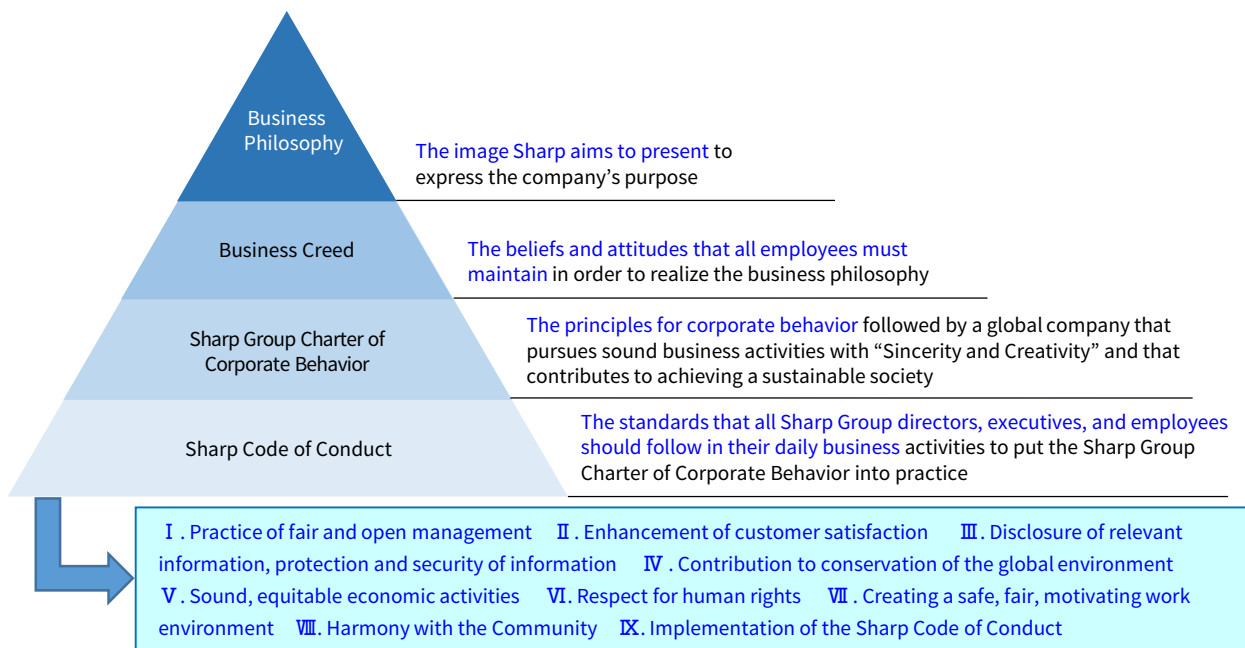 Business
Philosophy
The image Sharp aims to present to
express the company's purpose
Business Creed
The beliefs and attitudes that all employees must
maintain in order to realize the business philosophy
Sharp Group Charter of
Corporate Behavior
The principles for corporate behavior followed by a global company that
pursues sound business activities with “Sincerity and Creativity” and that
contributes to achieving a sustainable society
Sharp Code of Conduct
The standards that all Sharp Group directors, executives, and employees
should follow in their daily business activities to put the Sharp Group
Charter of Corporate Behavior into practice
Ⅰ. Practice of fair and open management Ⅱ. Enhancement of customer satisfaction Ⅲ. Disclosure of relevant
information, protection and security of information Ⅳ. Contribution to conservation of the global environment
Ⅴ. Sound, equitable economic activities Ⅵ. Respect for human rights Ⅶ. Creating a safe, fair, motivating work
environment Ⅷ. Harmony with the Community Ⅸ. Implementation of the Sharp Code of Conduct